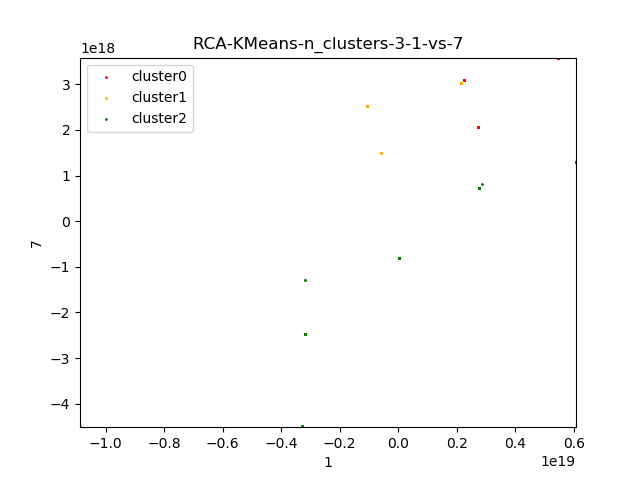 RCA-KMeans-n_clusters-3-1-vs-7
1e18
cluster0
cluster1
cluster2
3
2
1
0
−1
−2
−3
−4
7
−1.0 −0.8 −0.6 −0.4 −0.2 0.0 0.2 0.4 0.6
1
1e19